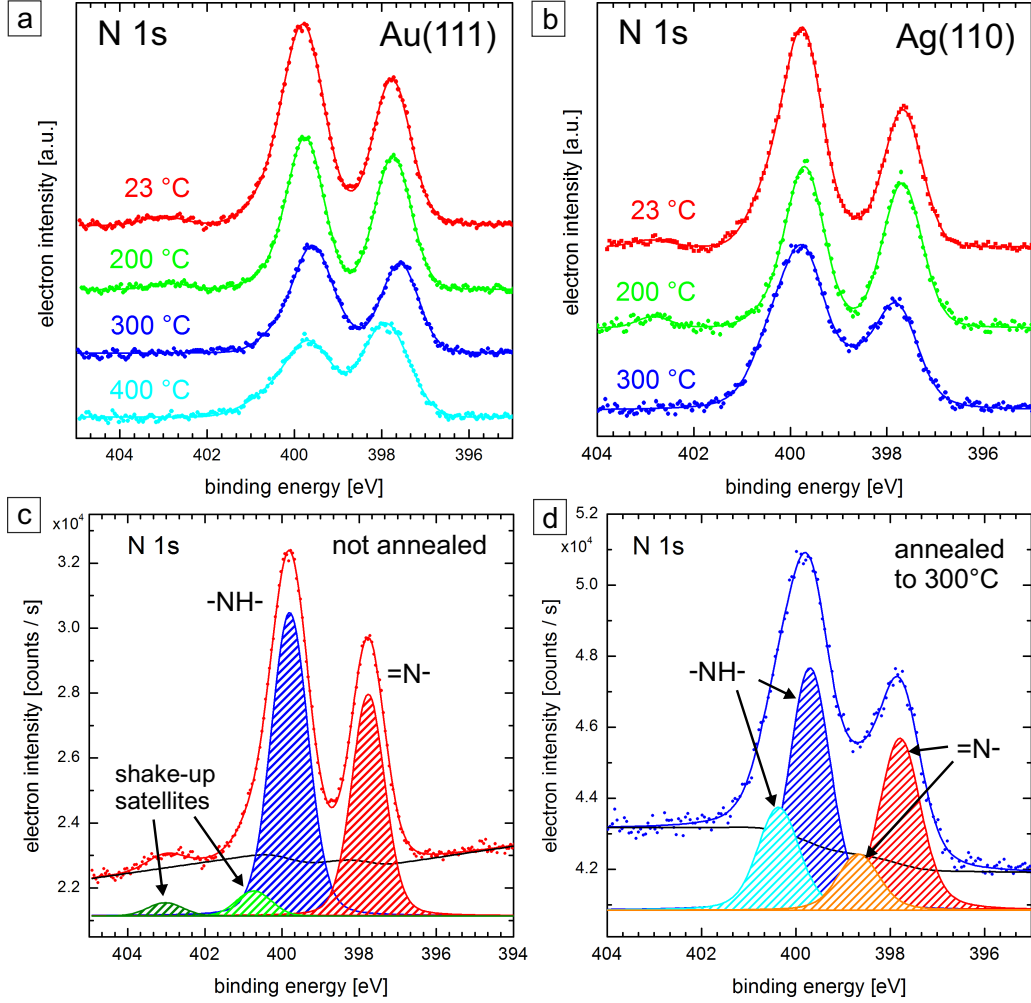 a
N 1s
Au(111)
23 °C
200 °C
300 °C
400 °C
electron intensity [a.u.]
404 402 400 398 396
binding energy [eV]
b
N 1s
Ag(110)
23 °C
200 °C
300 °C
electron intensity [a.u.]
404 402 400 398 396
binding energy [eV]
c
x10⁴
N 1s
not annealed
-NH-
=N-
shake-up
satellites
3.2
3.0
2.8
2.6
2.4
2.2
electron intensity [counts / s]
404 402 400 398 396 394
binding energy [eV]
d
5.2
x10⁴
N 1s
annealed
to 300°C
-NH-
=N-
5.0
4.8
4.6
4.4
4.2
electron intensity [counts / s]
404 402 400 398 396
binding energy [eV]